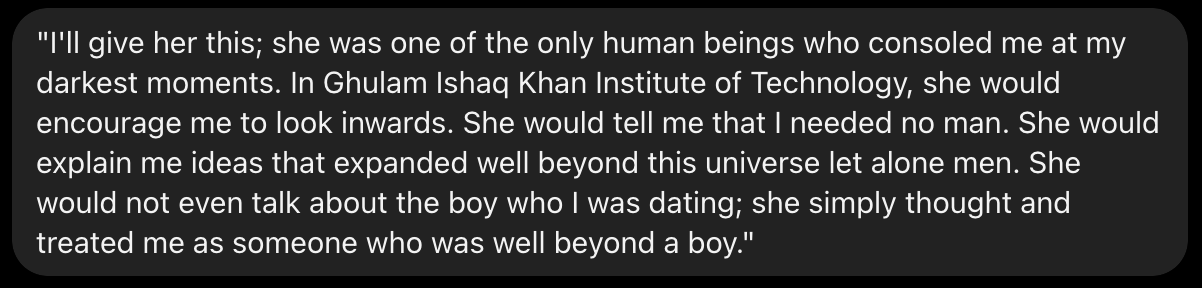 "I'll give her this; she was one of the only human beings who consoled me at my
darkest moments. In Ghulam Ishaq Khan Institute of Technology, she would
encourage me to look inwards. She would tell me that I needed no man. She would
explain me ideas that expanded well beyond this universe let alone men. She
would not even talk about the boy who I was dating; she simply thought and
treated me as someone who was well beyond a boy."